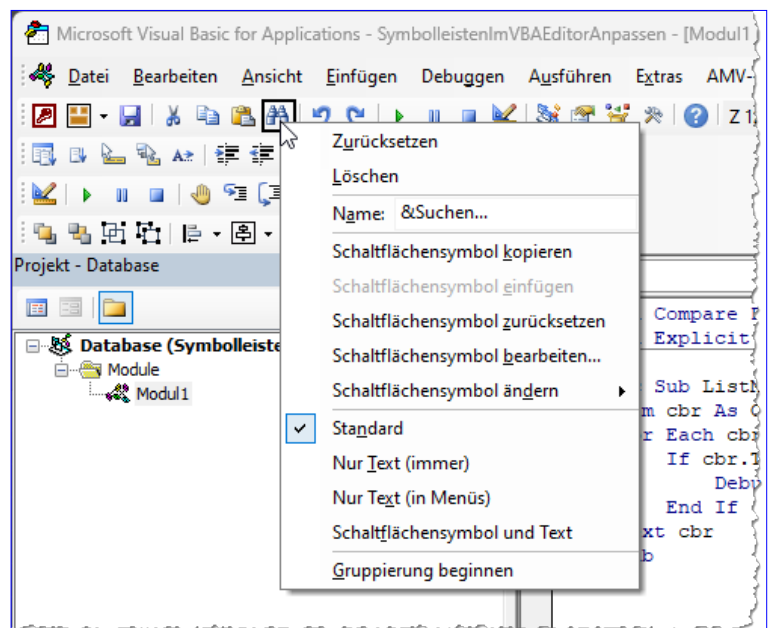 Microsoft Visual Basic for Applications - SymbolleistenImVBAEditorAnpassen - [Modul1
Datei Bearbeiten Ansicht Einfügen Debuggen Ausführen Extras AMV-
Z 1,
Zurücksetzen
Löschen
Name: &Suchen...
Schaltflächensymbol kopieren
Schaltflächensymbol einfügen
Schaltflächensymbol zurücksetzen
Schaltflächensymbol bearbeiten...
Schaltflächensymbol ändern
Standard
Nur Text (immer)
Nur Text (in Menüs)
Schaltflächensymbol und Text
Gruppierung beginnen
Projekt - Database
Database (Symbolleiste
Module
Modul1
Compare
Explicit
Sub List
m cbr As
r Each cbr
If cbr.
Deb
End If
xt cbr
b